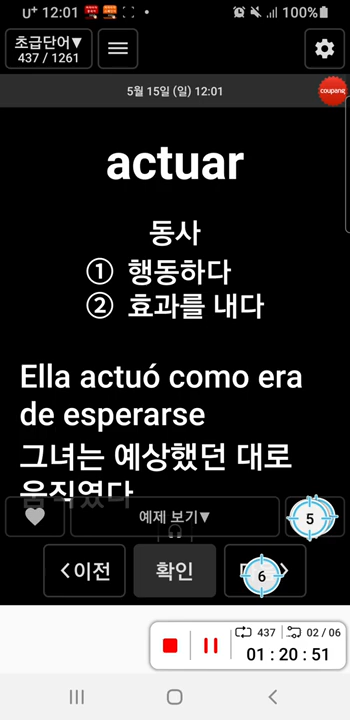 U+ 12:01 100%
초급단어▼
437 / 1261
5월 15일 (일) 12:01
coupang
actuar
동사
① 행동하다
② 효과를 내다
Ella actuó como era
de esperarse
그녀는 예상했던 대로
움직였다
예제 보기▼
5
<이전
확인
6
437
02 / 06
01 : 20 : 51